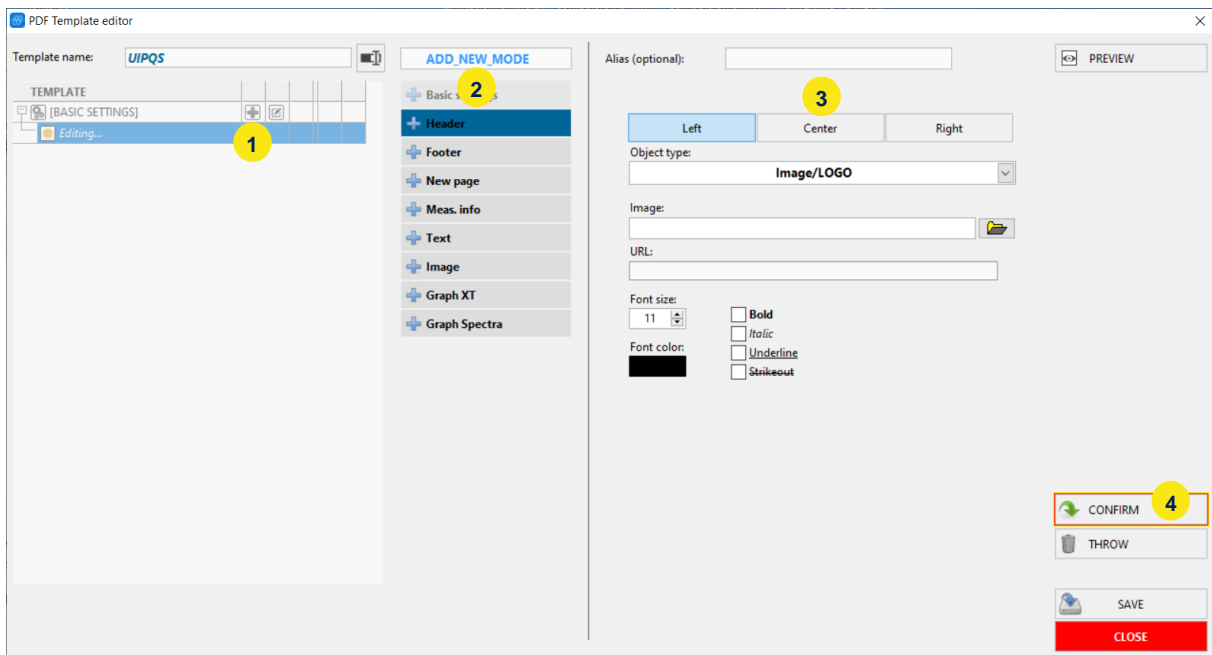 PDF Template editor
Template name: UIPQS
TEMPLATE
[BASIC SETTINGS]
Editing...
1
ADD_NEW_MODE
2
Basic s s
Header
Footer
New page
Meas. info
Text
Image
Graph XT
Graph Spectra
Alias (optional):
3
Left Center Right
Object type:
Image/LOGO
Image:
URL:
Font size:
11
Font color:
Bold
Italic
Underline
Strikeout
PREVIEW
CONFIRM 4
THROW
SAVE
CLOSE